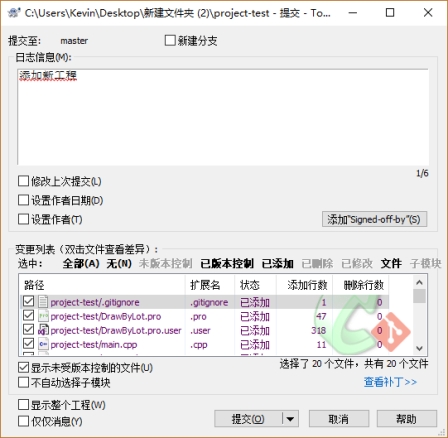 C:\Users\Kevin\Desktop\新建文件夹 (2)\project-test - 提交 - To...
提交至: master 新建分支
日志信息(M):
添加新工程
1/6
修改上次提交(L)
设置作者日期(D)
设置作者(T) 添加"Signed-off-by"(S)
变更列表（双击文件查看差异）:
选中: 全部(A) 无(N) 未版本控制 已版本控制 已添加 已删除 已修改 文件 子模块
路径 扩展名 状态 添加行数 删除行数
project-test/.gitignore .gitignore 已添加 1 0
project-test/DrawByLot.pro .pro 已添加 47 0
project-test/DrawByLot.pro.user .user 已添加 318 0
project-test/main.cpp .cpp 已添加 11 0
显示未受版本控制的文件(U) 选择了 20 个文件，共有 20 个文件
不自动选择子模块 查看补丁>>
显示整个工程(W)
仅仅消息(Y) 提交(O) 取消 帮助